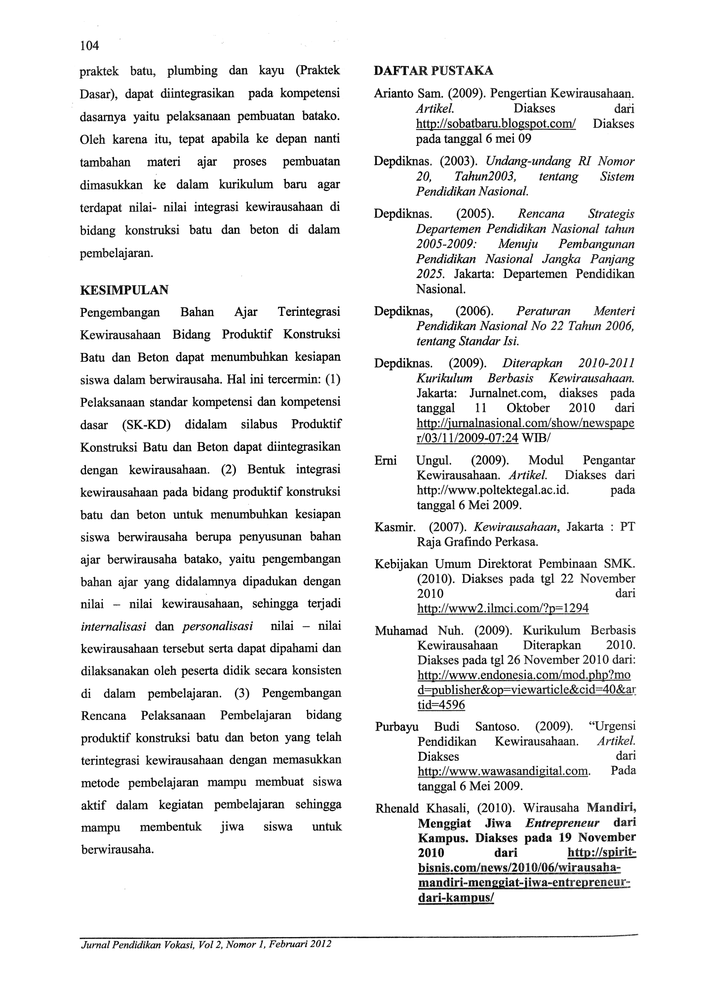 104
praktek batu, plumbing dan kayu (Praktek
Dasar), dapat diintegrasikan pada kompetensi
dasarnya yaitu pelaksanaan pembuatan batako.
Oleh karena itu, tepat apabila ke depan nanti
tambahan materi ajar proses pembuatan
dimasukkan ke dalam kurikulum baru agar
terdapat nilai- nilai integrasi kewirausahaan di
bidang konstruksi batu dan beton di dalam
pembelajaran.
KESIMPULAN
Pengembangan Bahan Ajar Terintegrasi
Kewirausahaan Bidang Produktif Konstruksi
Batu dan Beton dapat menumbuhkan kesiapan
siswa dalam berwirausaha. Hal ini tercermin: (1)
Pelaksanaan standar kompetensi dan kompetensi
dasar (SK-KD) didalam silabus Produktif
Konstruksi Batu dan Beton dapat diintegrasikan
dengan kewirausahaan. (2) Bentuk integrasi
kewirausahaan pada bidang produktif konstruksi
batu dan beton untuk menumbuhkan kesiapan
siswa berwirausaha berupa penyusunan bahan
ajar berwirausaha batako, yaitu pengembangan
bahan ajar yang didalamnya dipadukan dengan
nilai – nilai kewirausahaan, sehingga terjadi
internalisasi dan personalisasi nilai – nilai
kewirausahaan tersebut serta dapat dipahami dan
dilaksanakan oleh peserta didik secara konsisten
di dalam pembelajaran. (3) Pengembangan
Rencana Pelaksanaan Pembelajaran bidang
produktif konstruksi batu dan beton yang telah
terintegrasi kewirausahaan dengan memasukkan
metode pembelajaran mampu membuat siswa
aktif dalam kegiatan pembelajaran sehingga
mampu membentuk jiwa siswa untuk
berwirausaha.
DAFTAR PUSTAKA
Arianto Sam. (2009). Pengertian Kewirausahaan.
Artikel. Diakses dari
http://sobatbaru.blogspot.com/ Diakses
pada tanggal 6 mei 09
Depdiknas. (2003). Undang-undang RI Nomor
20, Tahun2003, tentang Sistem
Pendidikan Nasional.
Depdiknas. (2005). Rencana Strategis
Departemen Pendidikan Nasional tahun
2005-2009: Menuju Pembangunan
Pendidikan Nasional Jangka Panjang
2025. Jakarta: Departemen Pendidikan
Nasional.
Depdiknas, (2006). Peraturan Menteri
Pendidikan Nasional No 22 Tahun 2006,
tentang Standar Isi.
Depdiknas. (2009). Diterapkan 2010-2011
Kurikulum Berbasis Kewirausahaan.
Jakarta: Jurnalnet.com, diakses pada
tanggal 11 Oktober 2010 dari
http://jurnalnasional.com/show/newspape
r/03/11/2009-07:24 WIB/
Erni Ungul. (2009). Modul Pengantar
Kewirausahaan. Artikel. Diakses dari
http://www.poltektegal.ac.id. pada
tanggal 6 Mei 2009.
Kasmir. (2007). Kewirausahaan, Jakarta : PT
Raja Grafindo Perkasa.
Kebijakan Umum Direktorat Pembinaan SMK.
(2010). Diakses pada tgl 22 November
2010 dari
http://www2.ilmci.com/?p=1294
Muhamad Nuh. (2009). Kurikulum Berbasis
Kewirausahaan Diterapkan 2010.
Diakses pada tgl 26 November 2010 dari:
http://www.endonesia.com/mod.php?mo
d=publisher&op=viewarticle&cid=40&ar
tid=4596
Purbayu Budi Santoso. (2009). “Urgensi
Pendidikan Kewirausahaan. Artikel.
Diakses dari
http://www.wawasandigital.com. Pada
tanggal 6 Mei 2009.
Rhenald Khasali, (2010). Wirausaha Mandiri,
Menggiat Jiwa Entrepreneur dari
Kampus. Diakses pada 19 November
2010 dari http://spirit-
bisnis.com/news/2010/06/wirausaha-
mandiri-menggiat-jiwa-entrepreneur-
dari-kampus/
Jurnal Pendidikan Vokasi, Vol 2, Nomor 1, Februari 2012